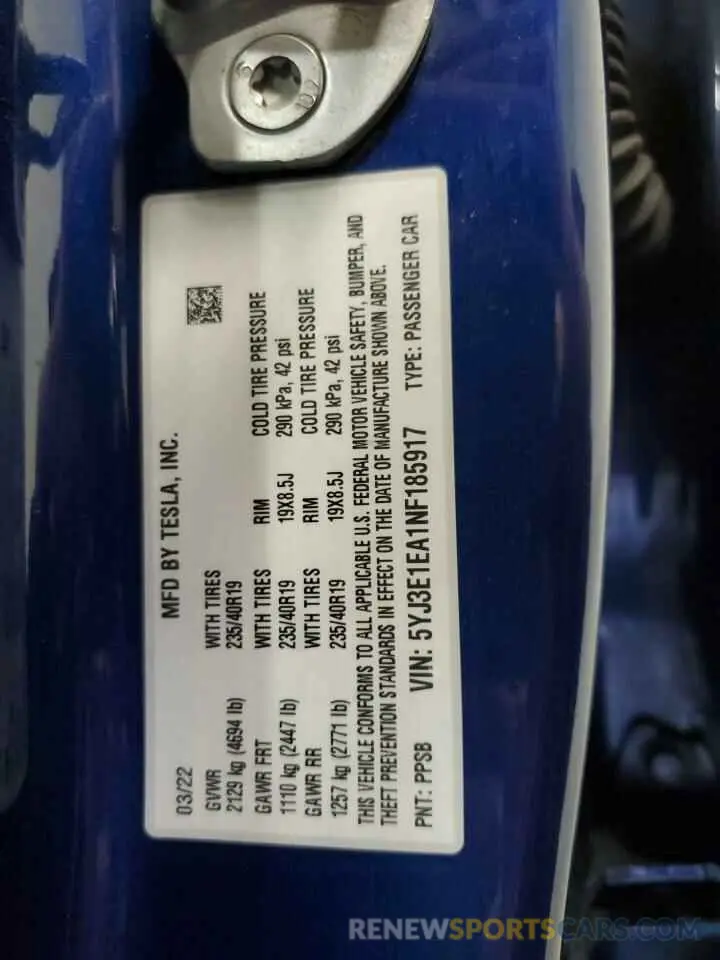 MFD BY TESLA, INC.
03/22
GVWR WITH TIRES
2129 kg (4694 lb) 235/40R19
GAWR FRT WITH TIRES RIM COLD TIRE PRESSURE
1110 kg (2447 lb) 235/40R19 19X8.5J 290 kPa, 42 psi
GAWR RR WITH TIRES RIM COLD TIRE PRESSURE
1257 kg (2771 lb) 235/40R19 19X8.5J 290 kPa, 42 psi
THIS VEHICLE CONFORMS TO ALL APPLICABLE U.S. FEDERAL MOTOR VEHICLE SAFETY, BUMPER, AND
THEFT PREVENTION STANDARDS IN EFFECT ON THE DATE OF MANUFACTURE SHOWN ABOVE.
PNT: PPSB VIN: 5YJ3E1EA1NF185917 TYPE: PASSENGER CAR
RENEWSPORTSCARS.COM